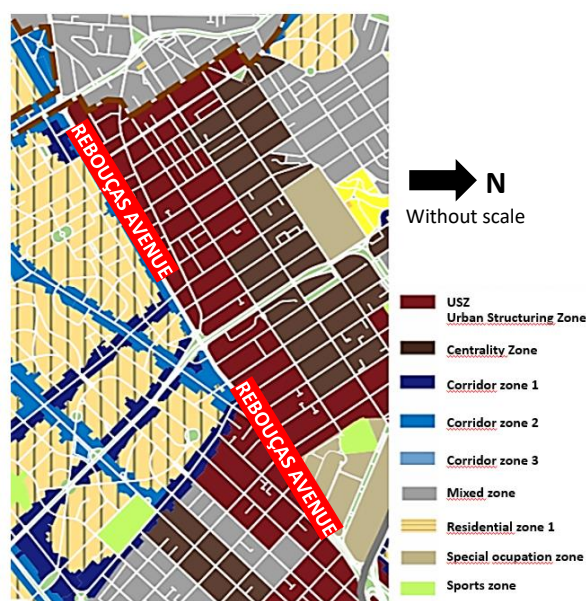 REBOUÇAS AVENUE
N
Without scale
USZ
Urban Structuring Zone
Centrality Zone
Corridor zone 1
REBOUÇAS AVENUE
Corridor zone 2
Corridor zone 3
Mixed zone
Residential zone 1
Special ocupation zone
Sports zone